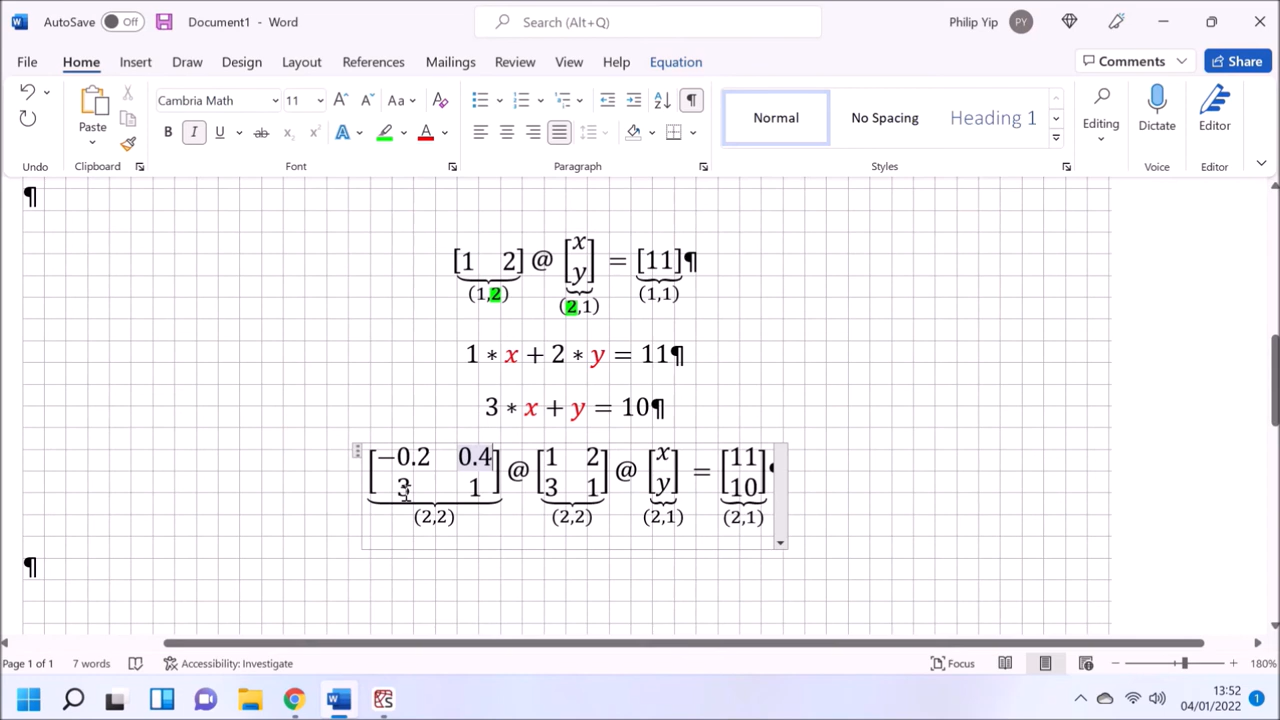 AutoSave Off Document1 - Word Search (Alt+Q) Philip Yip PY
File Home Insert Draw Design Layout References Mailings Review View Help Equation Comments Share
Cambria Math 11 A A Aa A
Paste B I U ab x x A A
Normal No Spacing Heading 1
Editing Dictate Editor
Undo Clipboard Font Paragraph Styles Voice Editor
¶
[1 2] @ [x y] = [11]¶
(1,2) (2,1) (1,1)
1 ∗ x + 2 ∗ y = 11¶
3 ∗ x + y = 10¶
[−0.2 0.4 @ [1 2 @ [x = [11
3 1] 3 1] y] 10]
(2,2) (2,2) (2,1) (2,1)
¶
Page 1 of 1 7 words Accessibility: Investigate Focus 180%
13:52
04/01/2022 1